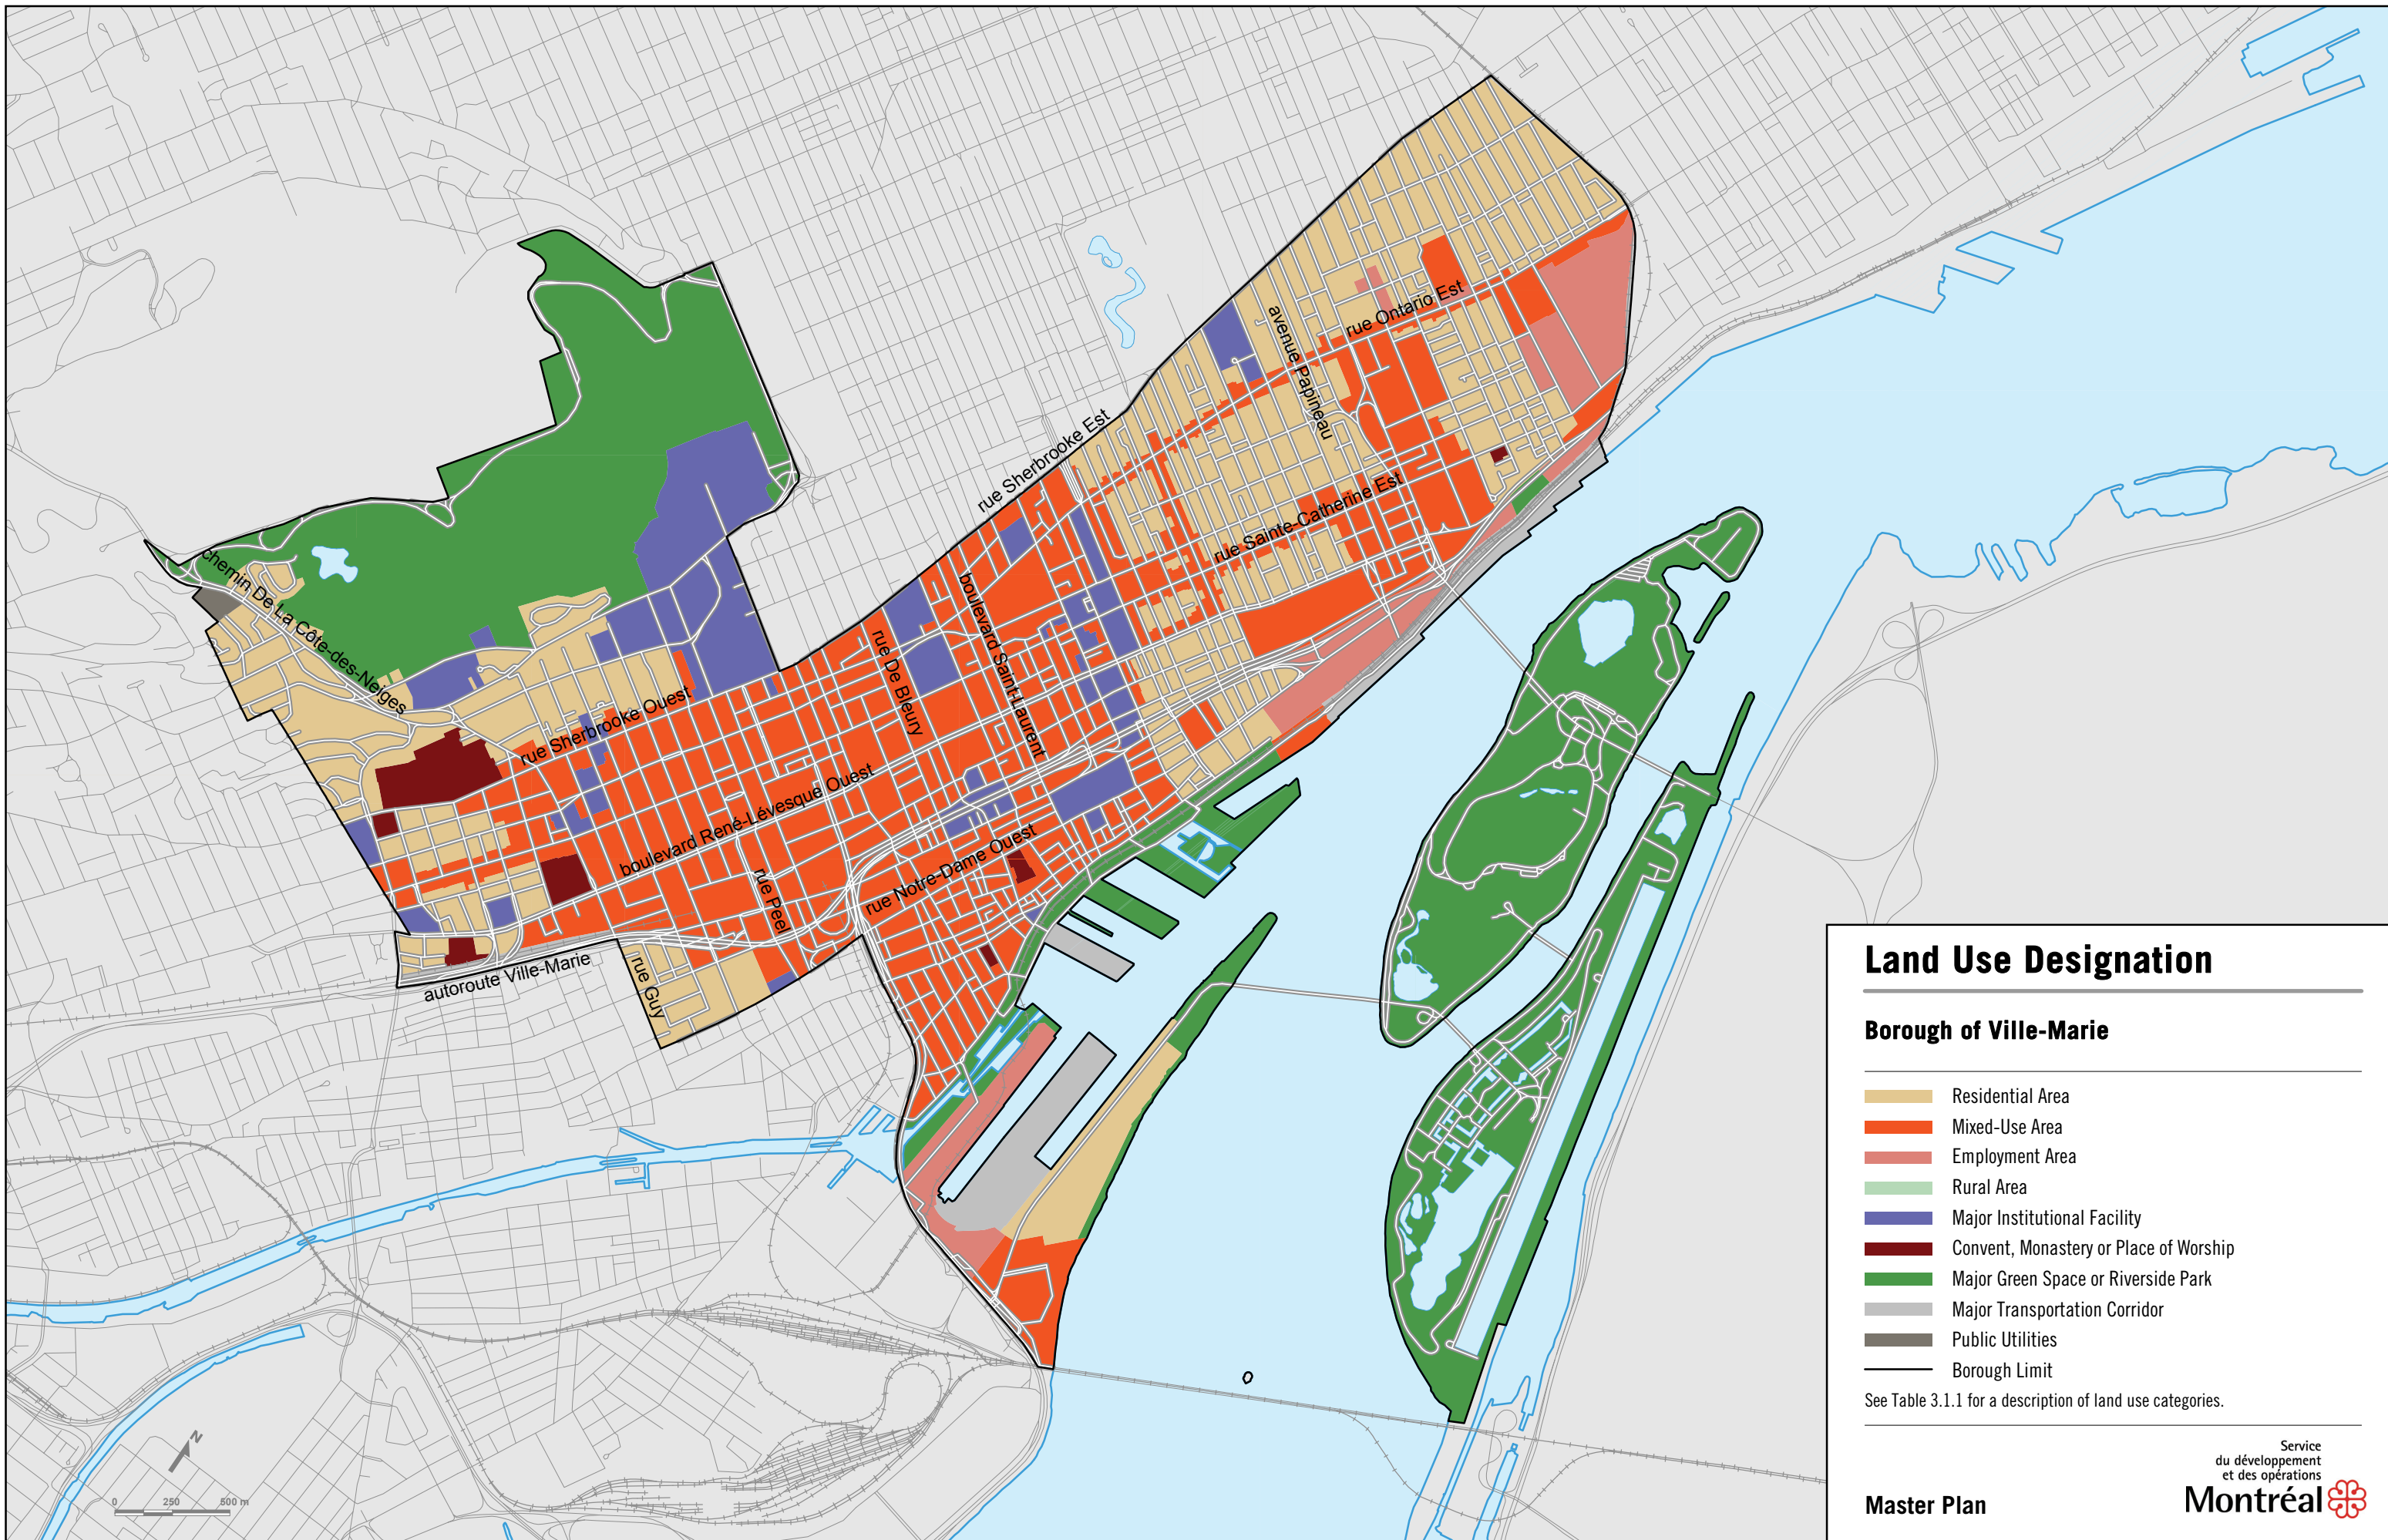 rue Sherbrooke Est
avenue Papineau
rue Ontario Est
rue Sainte-Catherine Est
chemin De La Côte-des-Neiges
rue De Bleury
boulevard Saint-Laurent
rue Sherbrooke Ouest
boulevard René-Lévesque Ouest
rue Peel
rue Notre-Dame Ouest
autoroute Ville-Marie
rue Guy
N
0 250 500 m
Land Use Designation
Borough of Ville-Marie
Residential Area
Mixed-Use Area
Employment Area
Rural Area
Major Institutional Facility
Convent, Monastery or Place of Worship
Major Green Space or Riverside Park
Major Transportation Corridor
Public Utilities
Borough Limit
See Table 3.1.1 for a description of land use categories.
Service
du développement
et des opérations
Master Plan
Montréal